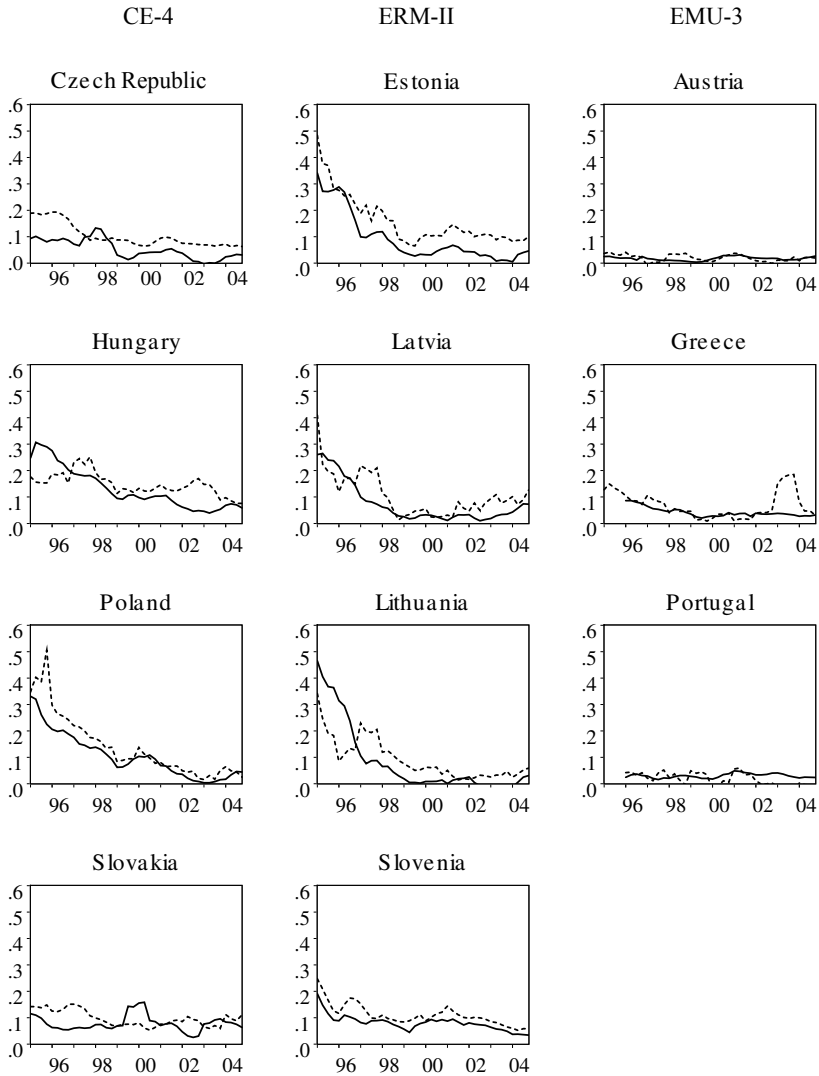 CE-4 ERM-II EMU-3
Czech Republic Estonia Austria
.6 .6 .6
.5 .5 .5
.4 .4 .4
.3 .3 .3
.2 .2 .2
.1 .1 .1
.0 .0 .0
96 98 00 02 04 96 98 00 02 04 96 98 00 02 04
Hungary Latvia Greece
.6 .6 .6
.5 .5 .5
.4 .4 .4
.3 .3 .3
.2 .2 .2
.1 .1 .1
.0 .0 .0
96 98 00 02 04 96 98 00 02 04 96 98 00 02 04
Poland Lithuania Portugal
.6 .6 .6
.5 .5 .5
.4 .4 .4
.3 .3 .3
.2 .2 .2
.1 .1 .1
.0 .0 .0
96 98 00 02 04 96 98 00 02 04 96 98 00 02 04
Slovakia Slovenia
.6 .6
.5 .5
.4 .4
.3 .3
.2 .2
.1 .1
.0 .0
96 98 00 02 04 96 98 00 02 04